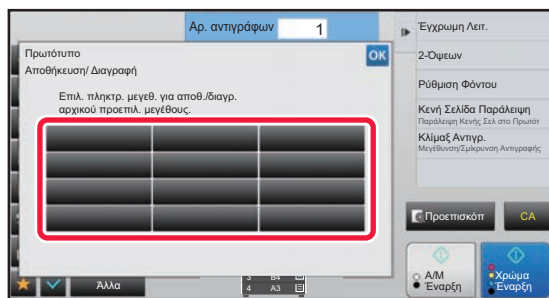 Αρ. αντιγράφων 1
Πρωτότυπο
OK
Αποθήκευση/ Διαγραφή
Επιλ. πληκτρ. μεγεθ. για αποθ./διαγρ.
αρχικού προεπιλ. μεγέθους.
Έγχρωμη Λειτ.
2-Όψεων
Ρύθμιση Φόντου
Κενή Σελίδα Παράλειψη
Παράλειψη Κενής Σελ στο Πρωτότ
Κλίμαξ Αντιγρ.
Μεγέθυνση/Σμίκρυνση Αντιγραφής
Προεπισκόπ
CA
Άλλα
3 B4
4 A3
Α/Μ
Έναρξη
Χρώμα
Έναρξη